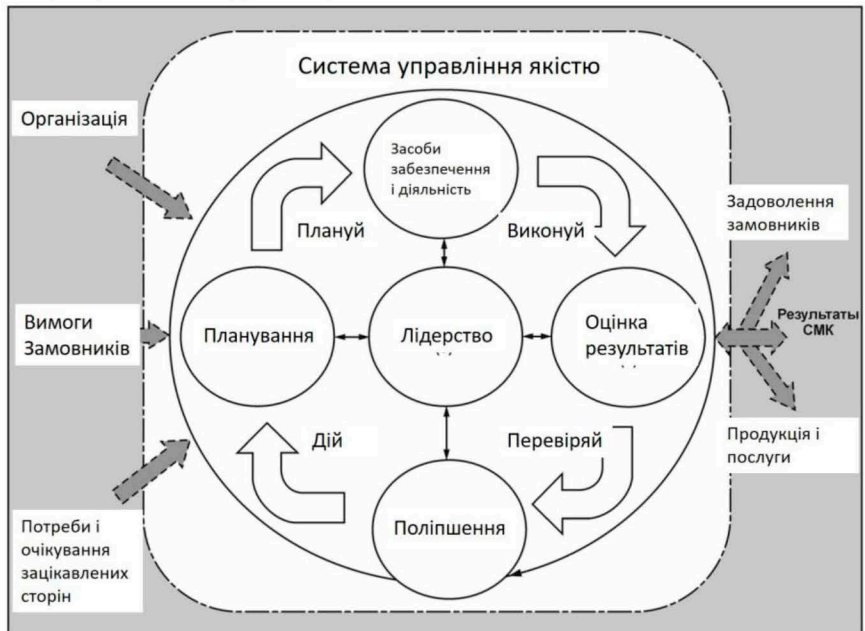 Система управління якістю
Організація
Засоби
забезпечення
і діяльність
Задоволення
замовників
Плануй
Виконуй
Вимоги
Замовників
Планування
Лідерство
Оцінка
результатів
Результаты
СМК
Дій
Перевіряй
Продукція і
послуги
Поліпшення
Потреби і
очікування
зацікавлених
сторін